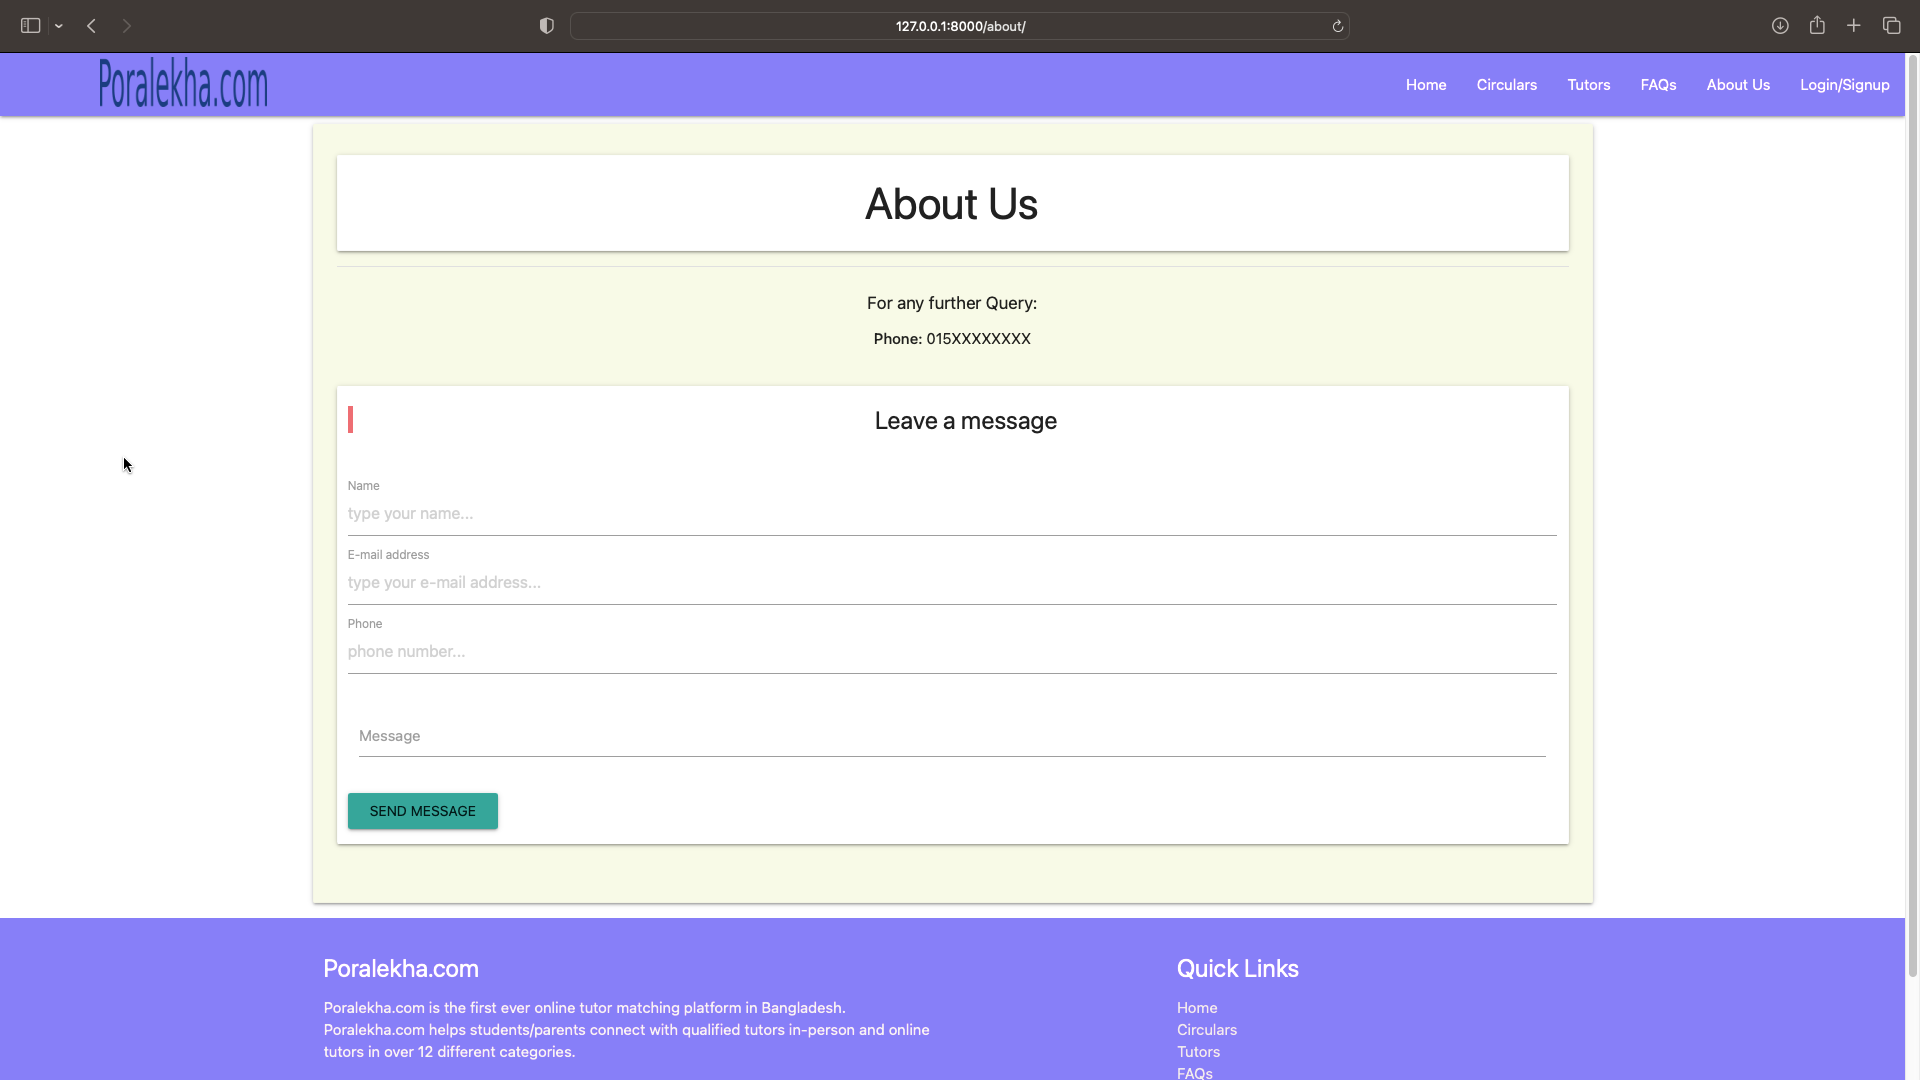 127.0.0.1:8000/about/
Poralekha.com
Home Circulars Tutors FAQs About Us Login/Signup
About Us
For any further Query:
Phone: 015XXXXXXXX
Leave a message
Name
type your name...
E-mail address
type your e-mail address...
Phone
phone number...
Message
SEND MESSAGE
Poralekha.com
Poralekha.com is the first ever online tutor matching platform in Bangladesh.
Poralekha.com helps students/parents connect with qualified tutors in-person and online
tutors in over 12 different categories.
Quick Links
Home
Circulars
Tutors
FAQs